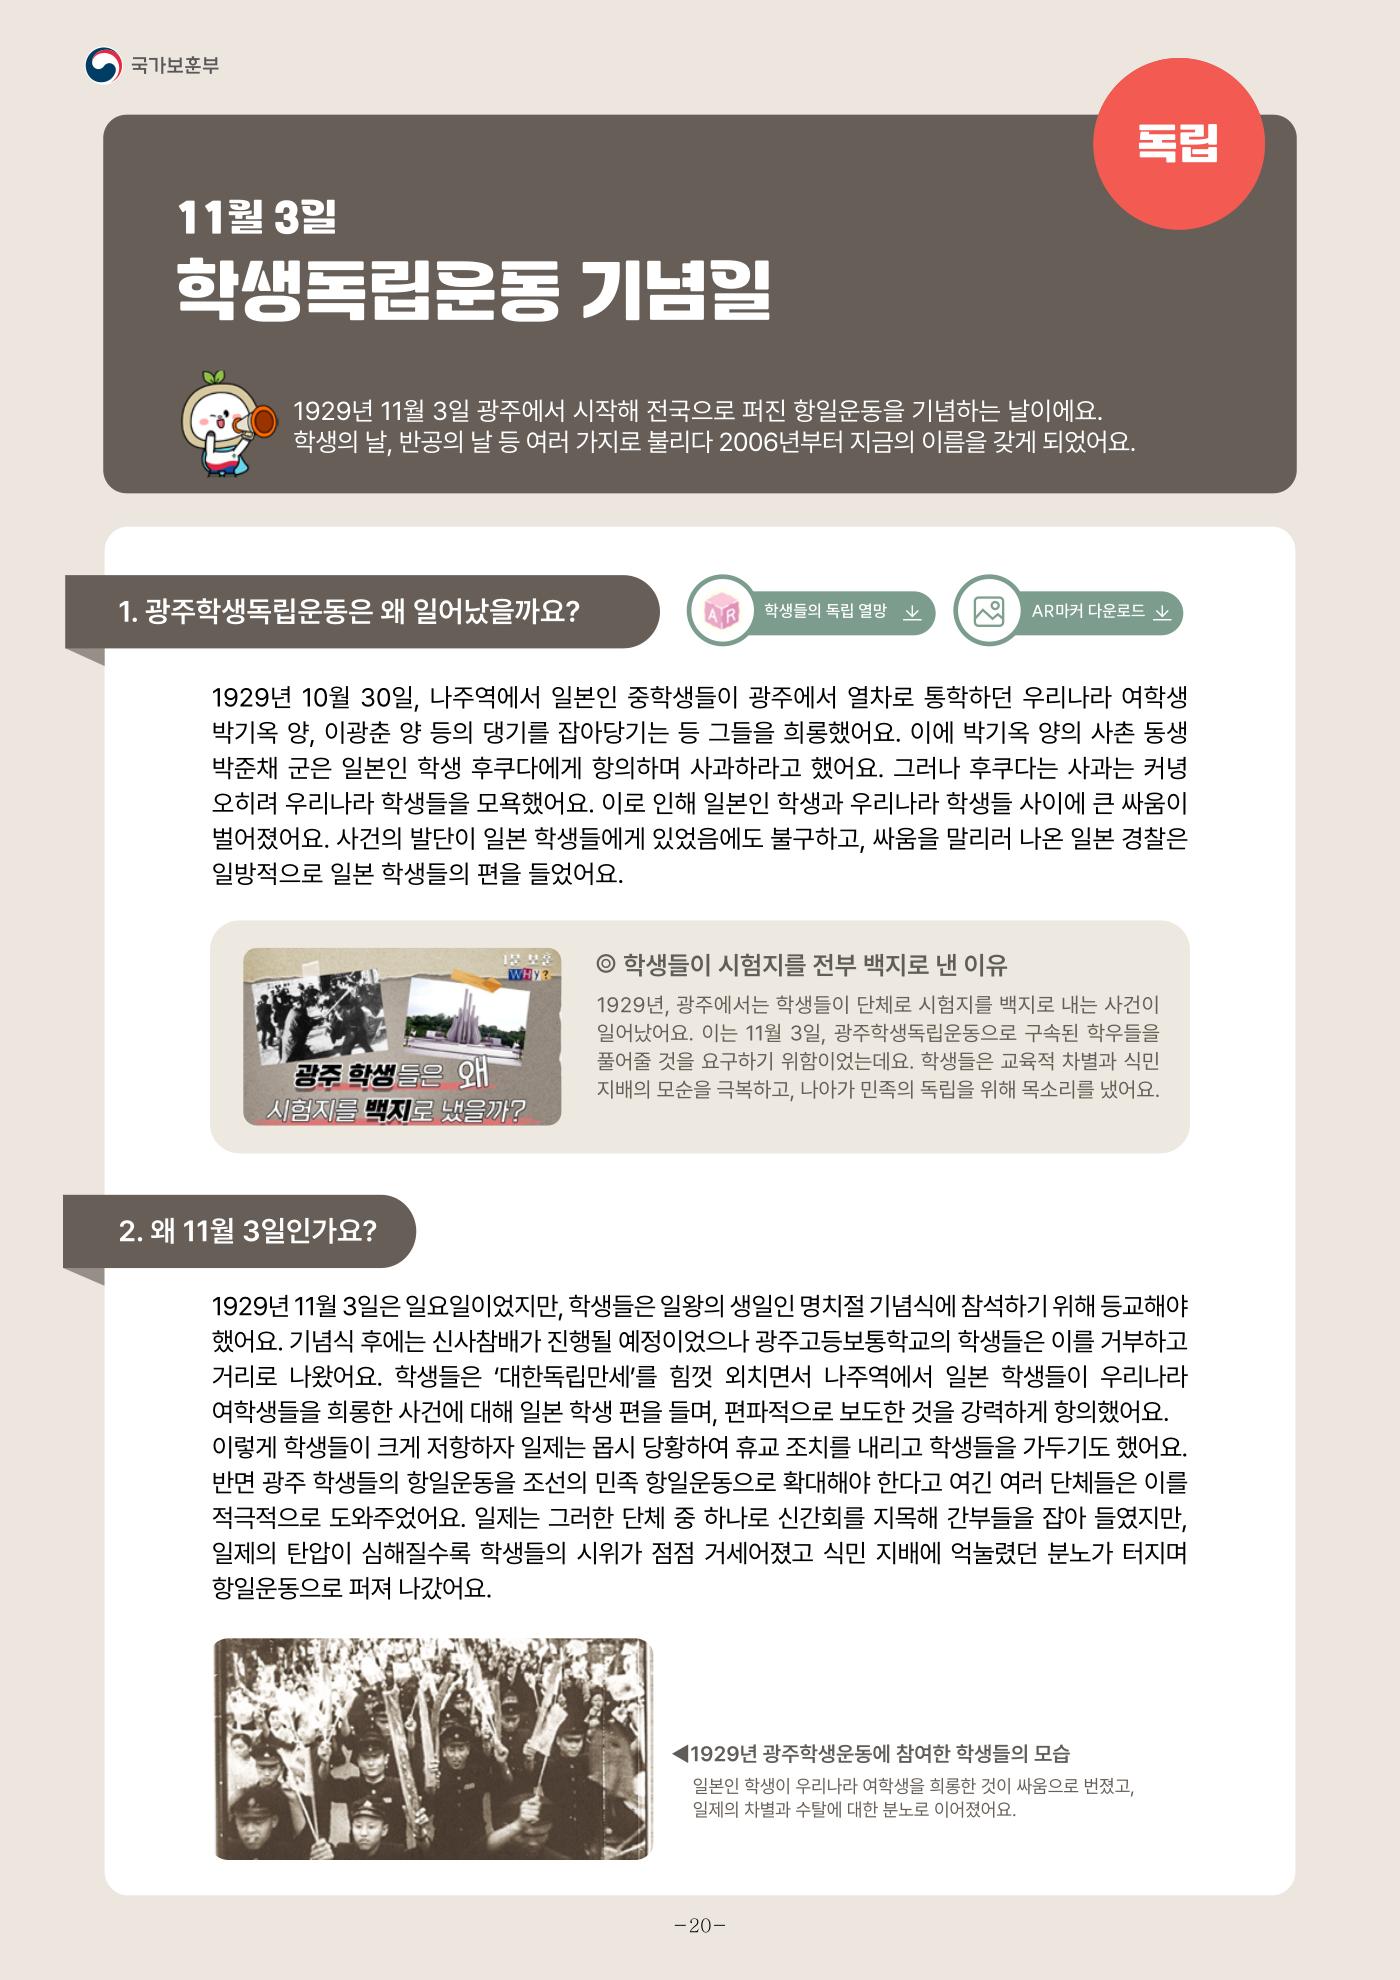 국가보훈부
독립
11월 3일
학생독립운동 기념일
1929년 11월 3일 광주에서 시작해 전국으로 퍼진 항일운동을 기념하는 날이에요.
학생의 날, 반공의 날 등 여러 가지로 불리다 2006년부터 지금의 이름을 갖게 되었어요.
1. 광주학생독립운동은 왜 일어났을까요?
AR
학생들의 독립 열망
AR마커 다운로드
1929년 10월 30일, 나주역에서 일본인 중학생들이 광주에서 열차로 통학하던 우리나라 여학생
박기옥 양, 이광춘 양 등의 댕기를 잡아당기는 등 그들을 희롱했어요. 이에 박기옥 양의 사촌 동생
박준채 군은 일본인 학생 후쿠다에게 항의하며 사과하라고 했어요. 그러나 후쿠다는 사과는 커녕
오히려 우리나라 학생들을 모욕했어요. 이로 인해 일본인 학생과 우리나라 학생들 사이에 큰 싸움이
벌어졌어요. 사건의 발단이 일본 학생들에게 있었음에도 불구하고, 싸움을 말리러 나온 일본 경찰은
일방적으로 일본 학생들의 편을 들었어요.
1분 보훈
WHY?
광주 학생들은 왜
시험지를 백지로 냈을까?
◎ 학생들이 시험지를 전부 백지로 낸 이유
1929년, 광주에서는 학생들이 단체로 시험지를 백지로 내는 사건이
일어났어요. 이는 11월 3일, 광주학생독립운동으로 구속된 학우들을
풀어줄 것을 요구하기 위함이었는데요. 학생들은 교육적 차별과 식민
지배의 모순을 극복하고, 나아가 민족의 독립을 위해 목소리를 냈어요.
2. 왜 11월 3일인가요?
1929년 11월 3일은 일요일이었지만, 학생들은 일왕의 생일인 명치절 기념식에 참석하기 위해 등교해야
했어요. 기념식 후에는 신사참배가 진행될 예정이었으나 광주고등보통학교의 학생들은 이를 거부하고
거리로 나왔어요. 학생들은 ‘대한독립만세’를 힘껏 외치면서 나주역에서 일본 학생들이 우리나라
여학생들을 희롱한 사건에 대해 일본 학생 편을 들며, 편파적으로 보도한 것을 강력하게 항의했어요.
이렇게 학생들이 크게 저항하자 일제는 몹시 당황하여 휴교 조치를 내리고 학생들을 가두기도 했어요.
반면 광주 학생들의 항일운동을 조선의 민족 항일운동으로 확대해야 한다고 여긴 여러 단체들은 이를
적극적으로 도와주었어요. 일제는 그러한 단체 중 하나로 신간회를 지목해 간부들을 잡아 들였지만,
일제의 탄압이 심해질수록 학생들의 시위가 점점 거세어졌고 식민 지배에 억눌렸던 분노가 터지며
항일운동으로 퍼져 나갔어요.
◀1929년 광주학생운동에 참여한 학생들의 모습
일본인 학생이 우리나라 여학생을 희롱한 것이 싸움으로 번졌고,
일제의 차별과 수탈에 대한 분노로 이어졌어요.
-20-